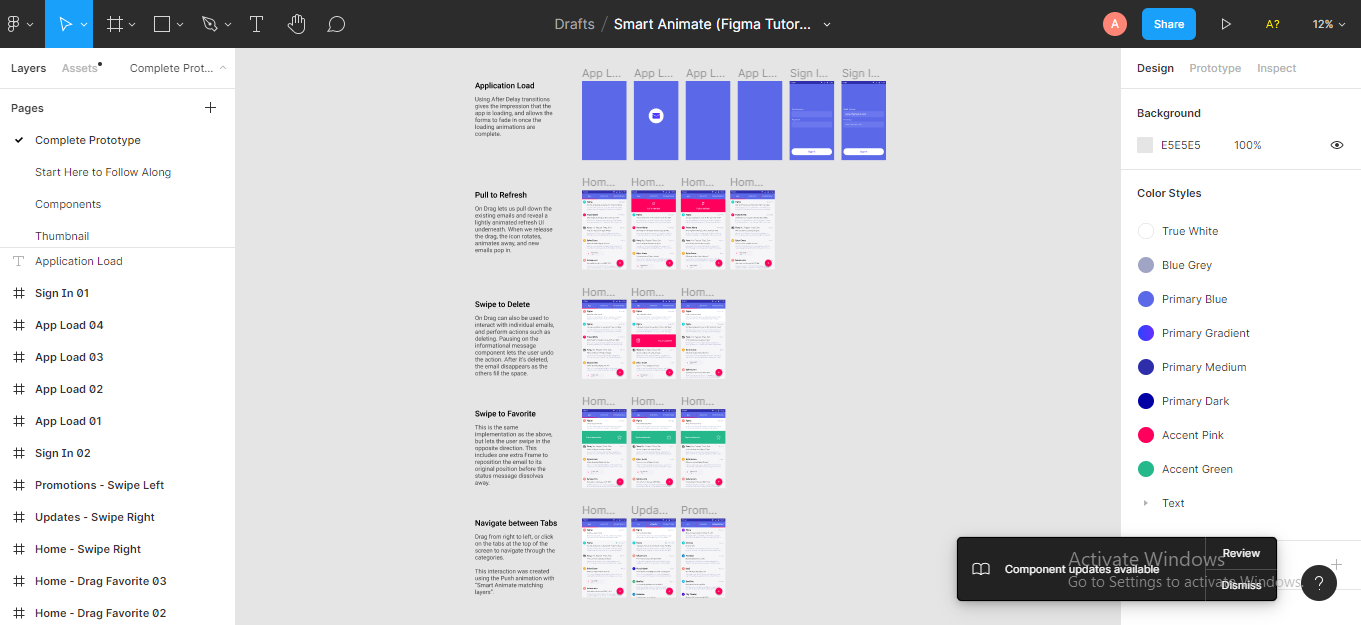 Drafts / Smart Animate (Figma Tutor...
A
Share
A?
12%
Layers
Assets
Complete Prot...
Design
Prototype
Inspect
Pages
Complete Prototype
Start Here to Follow Along
Components
Thumbnail
Application Load
Sign In 01
App Load 04
App Load 03
App Load 02
App Load 01
Sign In 02
Promotions - Swipe Left
Updates - Swipe Right
Home - Swipe Right
Home - Drag Favorite 03
Home - Drag Favorite 02
App L...
App L...
App L...
App L...
Sign I...
Sign I...
Application Load
Using After Delay transitions
gives the impression that the
app is loading, and allows the
forms to fade in once the
loading animations are
complete.
Hom...
Hom...
Hom...
Hom...
Pull to Refresh
On Drag lets us pull down the
existing emails and reveal a
lightly animated refresh UI
underneath. When we release
the drag, the icon rotates,
animates away, and new
emails pop in.
Hom...
Hom...
Hom...
Swipe to Delete
On Drag can also be used to
interact with individual emails,
and perform actions such as
deleting. Pausing on the
informational message
component lets the user undo
the action. After it's deleted,
the email disappears as the
others fill the space.
Hom...
Hom...
Hom...
Swipe to Favorite
This is the same
implementation as the above,
but lets the user swipe in the
opposite direction. This
includes one extra Frame to
reposition the email to its
original position before the
status message dissolves
away.
Hom...
Upda...
Prom...
Navigate between Tabs
Drag from right to left, or click
on the tabs at the top of the
screen to navigate through the
categories.
This interaction was created
using the Push animation with
"Smart Animate matching
layers".
Background
E5E5E5
100%
Color Styles
True White
Blue Grey
Primary Blue
Primary Gradient
Primary Medium
Primary Dark
Accent Pink
Accent Green
Text
Component updates available
Review
Dismiss
Activate Windows
Go to Settings to activate Windows.
?